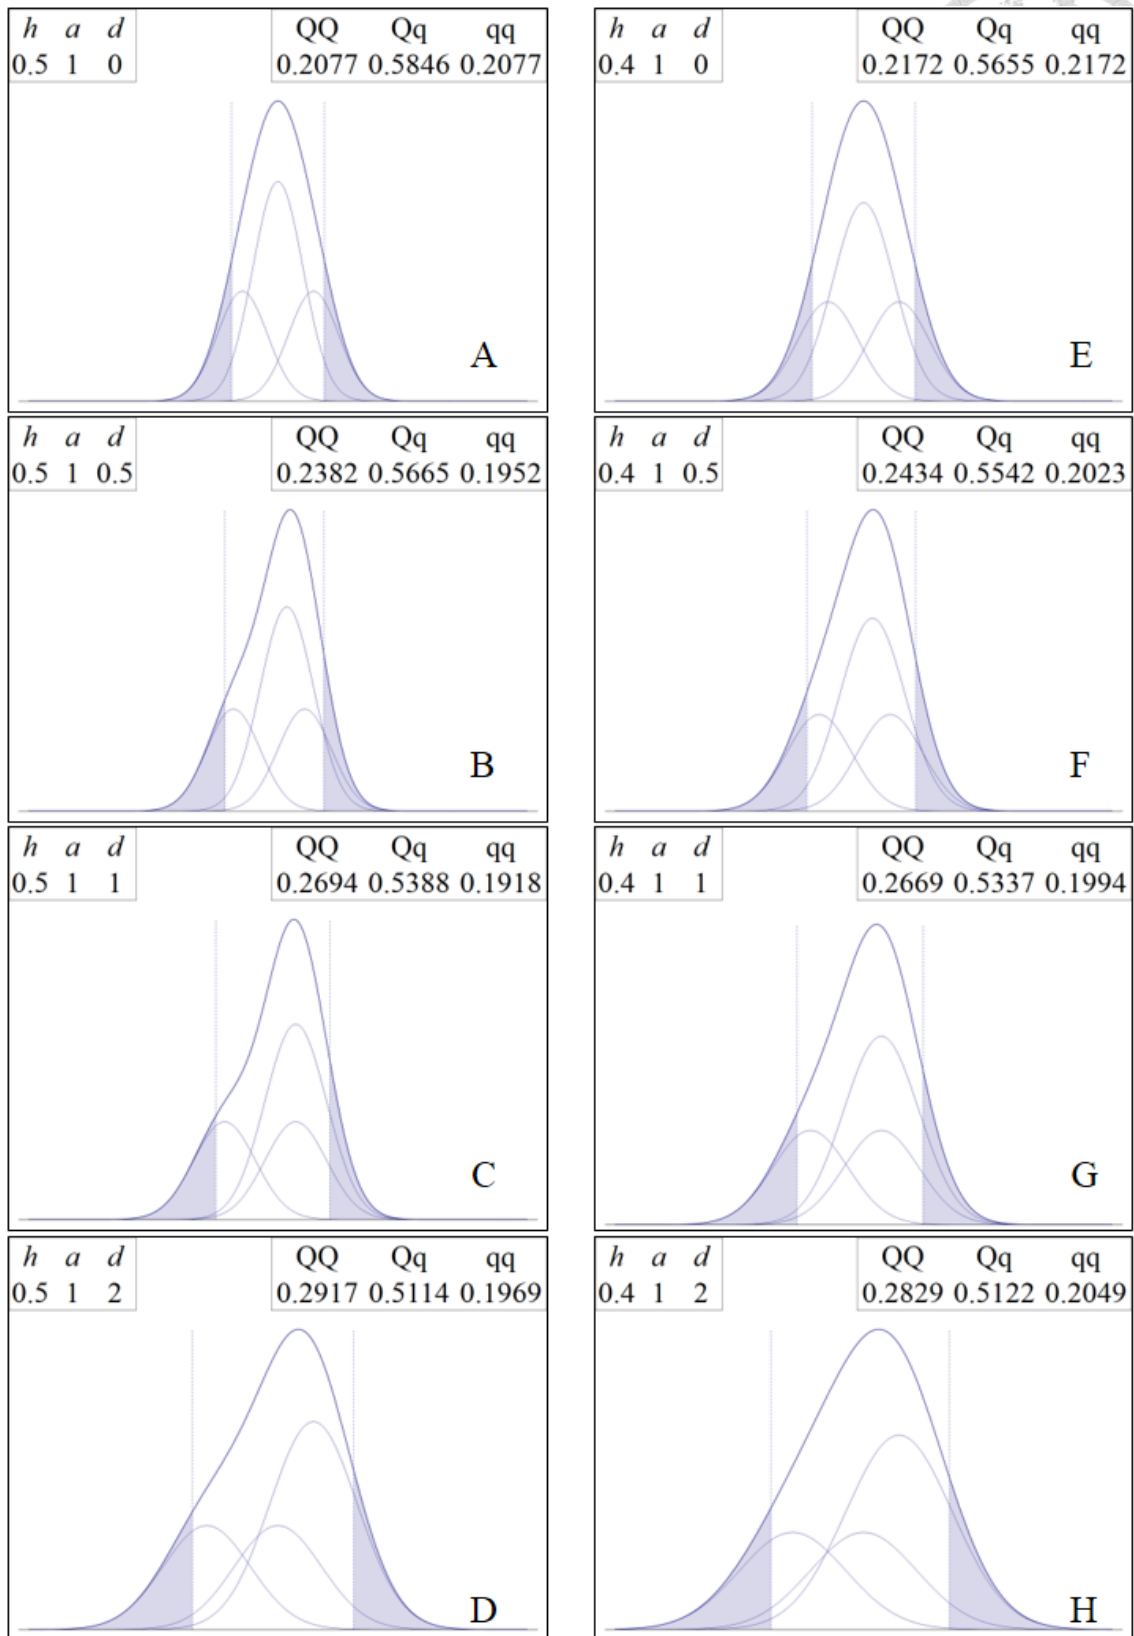 h a d QQ Qq qq
0.5 1 0 0.2077 0.5846 0.2077
A
h a d QQ Qq qq
0.4 1 0 0.2172 0.5655 0.2172
E
h a d QQ Qq qq
0.5 1 0.5 0.2382 0.5665 0.1952
B
h a d QQ Qq qq
0.4 1 0.5 0.2434 0.5542 0.2023
F
h a d QQ Qq qq
0.5 1 1 0.2694 0.5388 0.1918
C
h a d QQ Qq qq
0.4 1 1 0.2669 0.5337 0.1994
G
h a d QQ Qq qq
0.5 1 2 0.2917 0.5114 0.1969
D
h a d QQ Qq qq
0.4 1 2 0.2829 0.5122 0.2049
H